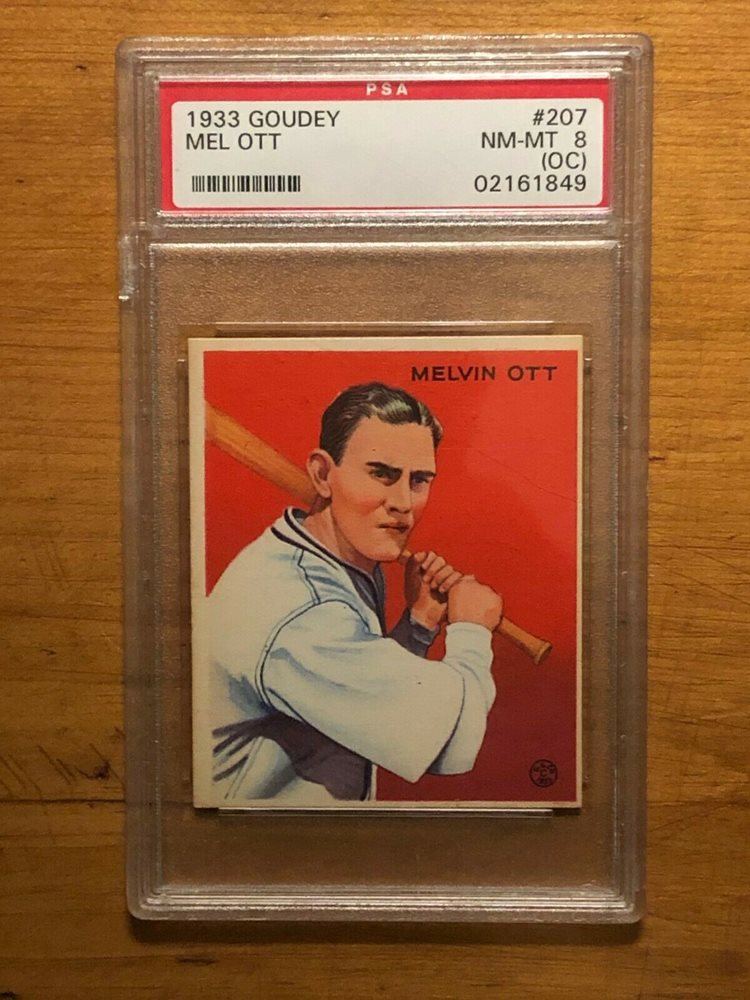 PSA
1933 GOUDEY #207
MEL OTT NM-MT 8
(OC)
02161849
MELVIN OTT